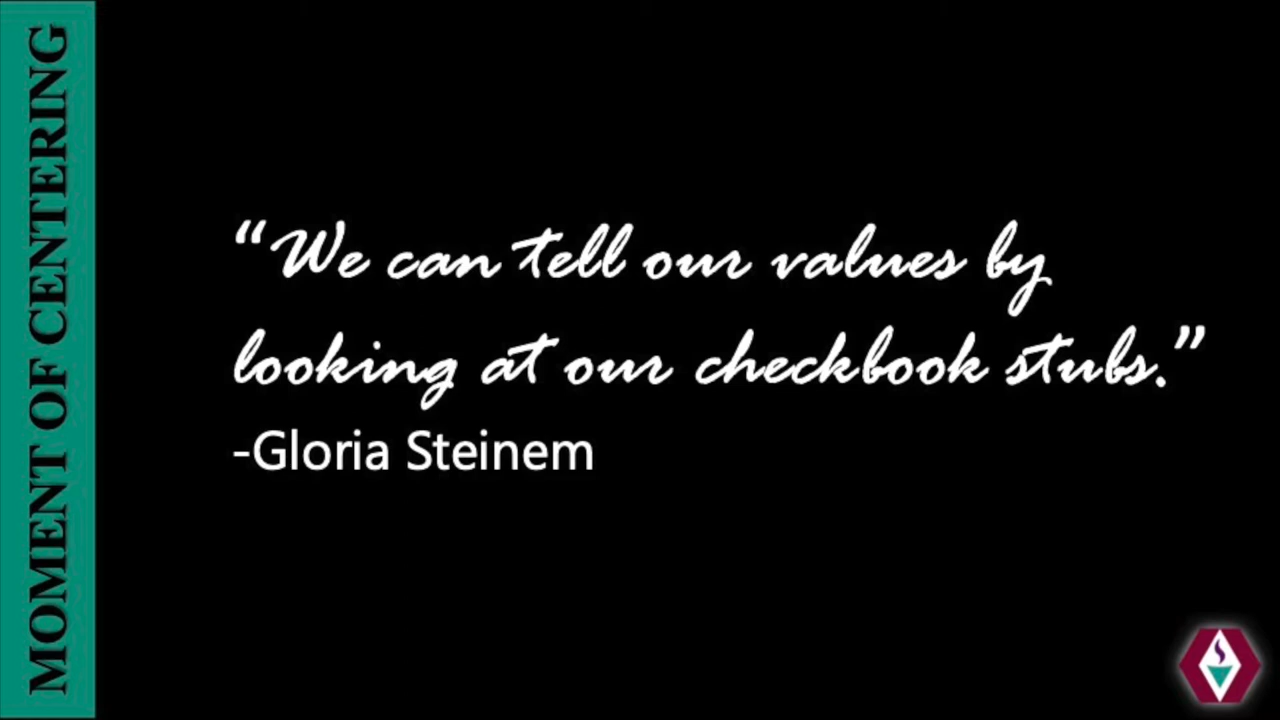 MOMENT OF CENTERING
“We can tell our values by
looking at our checkbook stubs.”
-Gloria Steinem